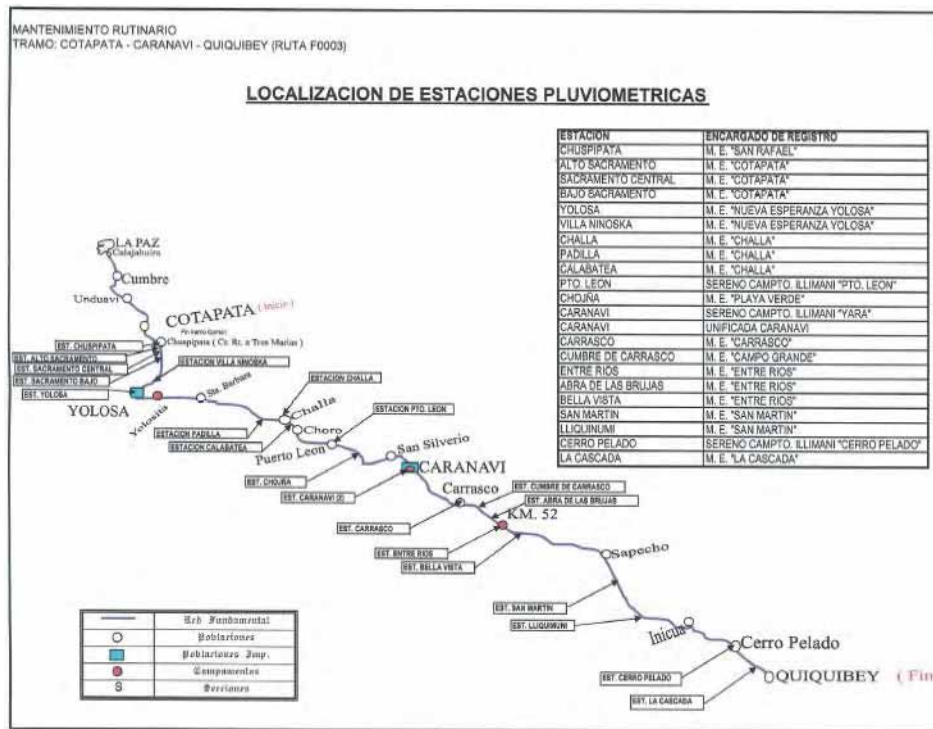 MANTENIMIENTO RUTINARIO
TRAMO: COTAPATA - CARANAVI - QUIQUIBEY (RUTA F0003)
LOCALIZACION DE ESTACIONES PLUVIOMETRICAS
ESTACION ENCARGADO DE REGISTRO
CHUSPIPATA M. E. "SAN RAFAEL"
ALTO SACRAMENTO M. E. "COTAPATA"
SACRAMENTO CENTRAL M. E. "COTAPATA"
BAJO SACRAMENTO M. E. "COTAPATA"
YOLOSA M. E. "NUEVA ESPERANZA YOLOSA"
VILLA NINOSKA M. E. "NUEVA ESPERANZA YOLOSA"
CHALLA M. E. "CHALLA"
PADILLA M. E. "CHALLA"
CALABATEA M. E. "CHALLA"
PTO. LEON SERENO CAMPTO. ILLIMANI "PTO. LEON"
CHOJÑA M. E. "PLAYA VERDE"
CARANAVI SERENO CAMPTO. ILLIMANI "YARA"
CARANAVI UNIFICADA CARANAVI
CARRASCO M. E. "CARRASCO"
CUMBRE DE CARRASCO M. E. "CAMPO GRANDE"
ENTRE RIOS M. E. "ENTRE RIOS"
ABRA DE LAS BRUJAS M. E. "ENTRE RIOS"
BELLA VISTA M. E. "ENTRE RIOS"
SAN MARTIN M. E. "SAN MARTIN"
LLIQUINUMI M. E. "SAN MARTIN"
CERRO PELADO SERENO CAMPTO. ILLIMANI "CERRO PELADO"
LA CASCADA M. E. "LA CASCADA"
LA PAZ
Calajahuira
Cumbre
Unduavi
COTAPATA (Inicio)
Chuspipata ( Cr. Rt. a Tres Marias )
EST. CHUSPIPATA
EST. ALTO SACRAMENTO
EST. SACRAMENTO CENTRAL
EST. SACRAMENTO BAJO
ESTACION VILLA NINOSKA
EST. YOLOSA
YOLOSA
Yolosita
Sta. Barbara
ESTACION CHALLA
Challa
ESTACION PADILLA
Choro
ESTACION PTO. LEON
ESTACION CALABATEA
Puerto Leon
San Silverio
EST. CHOJÑA
CARANAVI
EST. CARANAVI (2)
Carrasco
EST. CUMBRE DE CARRASCO
EST. ABRA DE LAS BRUJAS
KM. 52
EST. CARRASCO
EST. ENTRE RIOS
EST. BELLA VISTA
Sapecho
EST. SAN MARTIN
EST. LLIQUIMUNI
Inicua
Cerro Pelado
EST. CERRO PELADO
QUIQUIBEY ( Fin
EST. LA CASCADA
Red Fundamental
Poblaciones
Poblaciones Imp.
Campamentos
S Secciones